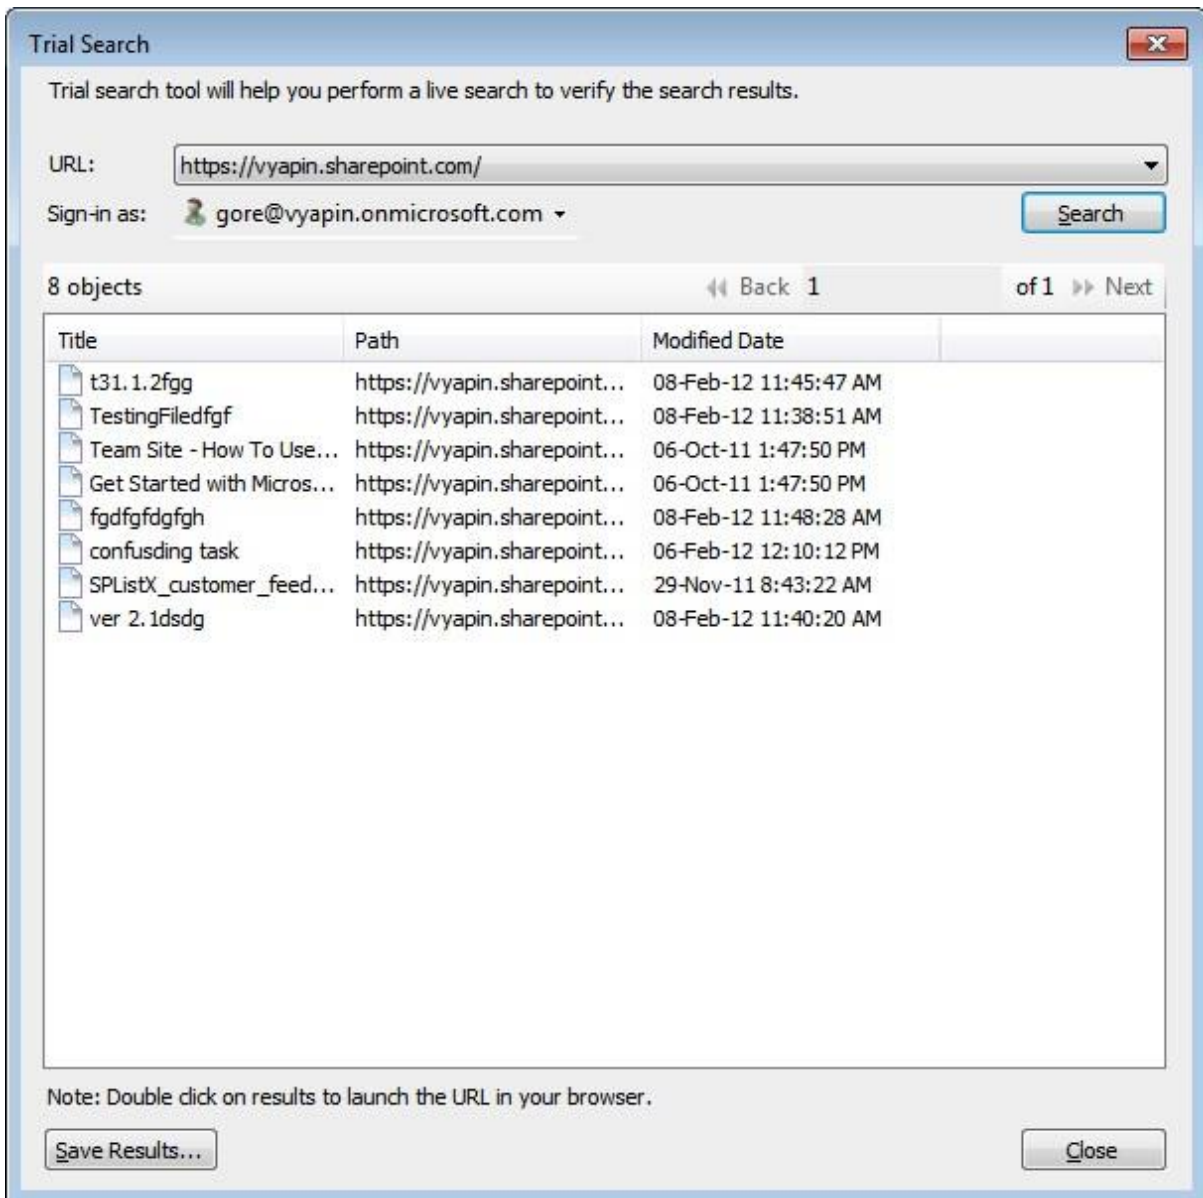 Trial Search
Trial search tool will help you perform a live search to verify the search results.
URL: https://vyapin.sharepoint.com/
Sign-in as: gore@vyapin.onmicrosoft.com Search
8 objects Back 1 of 1 Next
Title Path Modified Date
t31.1.2fgg https://vyapin.sharepoint... 08-Feb-12 11:45:47 AM
TestingFiledfgf https://vyapin.sharepoint... 08-Feb-12 11:38:51 AM
Team Site - How To Use... https://vyapin.sharepoint... 06-Oct-11 1:47:50 PM
Get Started with Micros... https://vyapin.sharepoint... 06-Oct-11 1:47:50 PM
fgdfgfdgfgh https://vyapin.sharepoint... 08-Feb-12 11:48:28 AM
confusding task https://vyapin.sharepoint... 06-Feb-12 12:10:12 PM
SPListX_customer_feed... https://vyapin.sharepoint... 29-Nov-11 8:43:22 AM
ver 2.1dsdg https://vyapin.sharepoint... 08-Feb-12 11:40:20 AM
Note: Double click on results to launch the URL in your browser.
Save Results... Close